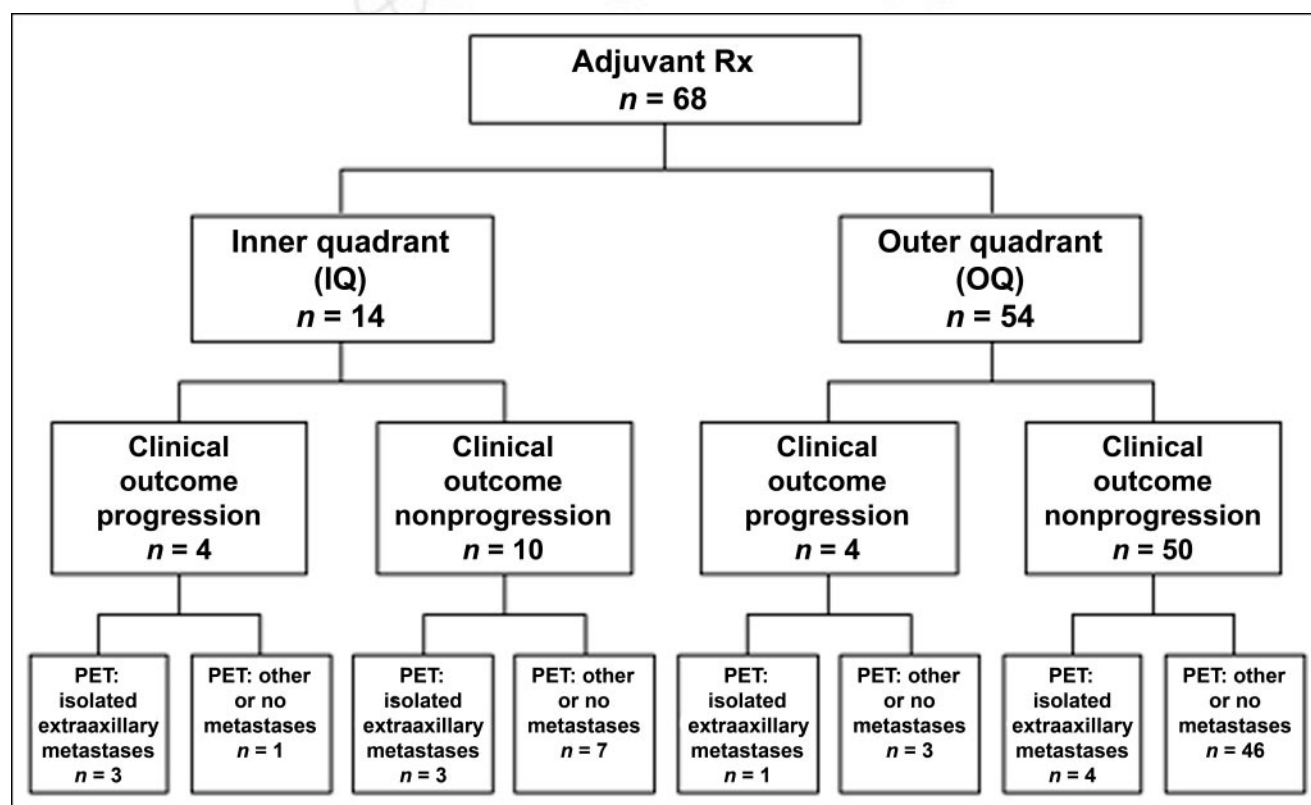 Adjuvant Rx
n = 68
Inner quadrant
(IQ)
n = 14
Outer quadrant
(OQ)
n = 54
Clinical
outcome
progression
n = 4
Clinical
outcome
nonprogression
n = 10
Clinical
outcome
progression
n = 4
Clinical
outcome
nonprogression
n = 50
PET:
isolated
extraaxillary
metastases
n = 3
PET: other
or no
metastases
n = 1
PET:
isolated
extraaxillary
metastases
n = 3
PET: other
or no
metastases
n = 7
PET:
isolated
extraaxillary
metastases
n = 1
PET: other
or no
metastases
n = 3
PET:
isolated
extraaxillary
metastases
n = 4
PET: other
or no
metastases
n = 46